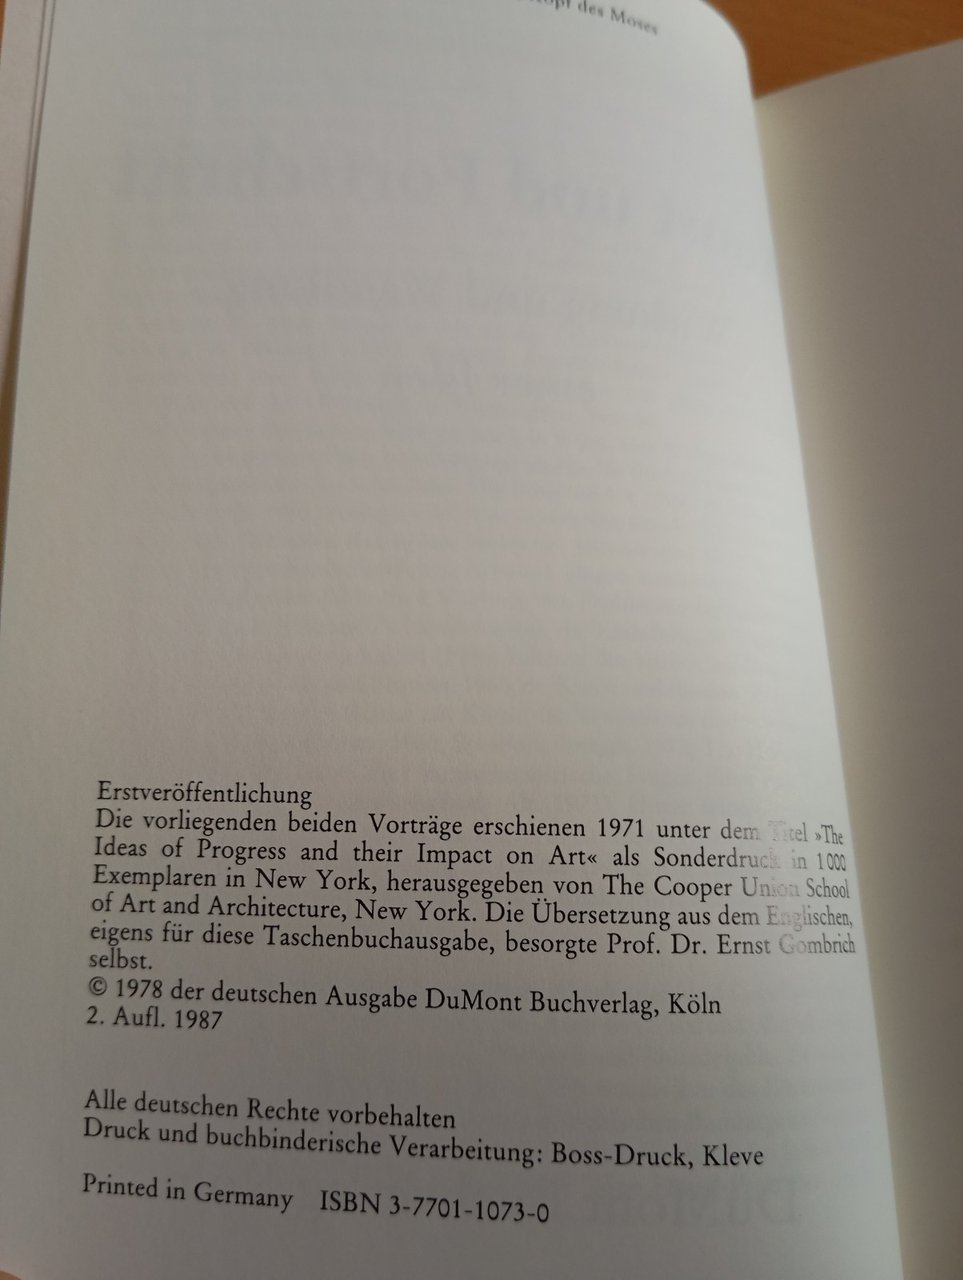 des Moses
Erstveröffentlichung
Die vorliegenden beiden Vorträge erschienen 1971 unter dem Titel »The
Ideas of Progress and their Impact on Art« als Sonderdruck in 1000
Exemplaren in New York, herausgegeben von The Cooper Union School
of Art and Architecture, New York. Die Übersetzung aus dem Englischen,
eigens für diese Taschenbuchausgabe, besorgte Prof. Dr. Ernst Gombrich
selbst.
© 1978 der deutschen Ausgabe DuMont Buchverlag, Köln
2. Aufl. 1987
Alle deutschen Rechte vorbehalten
Druck und buchbinderische Verarbeitung: Boss-Druck, Kleve
Printed in Germany ISBN 3-7701-1073-0